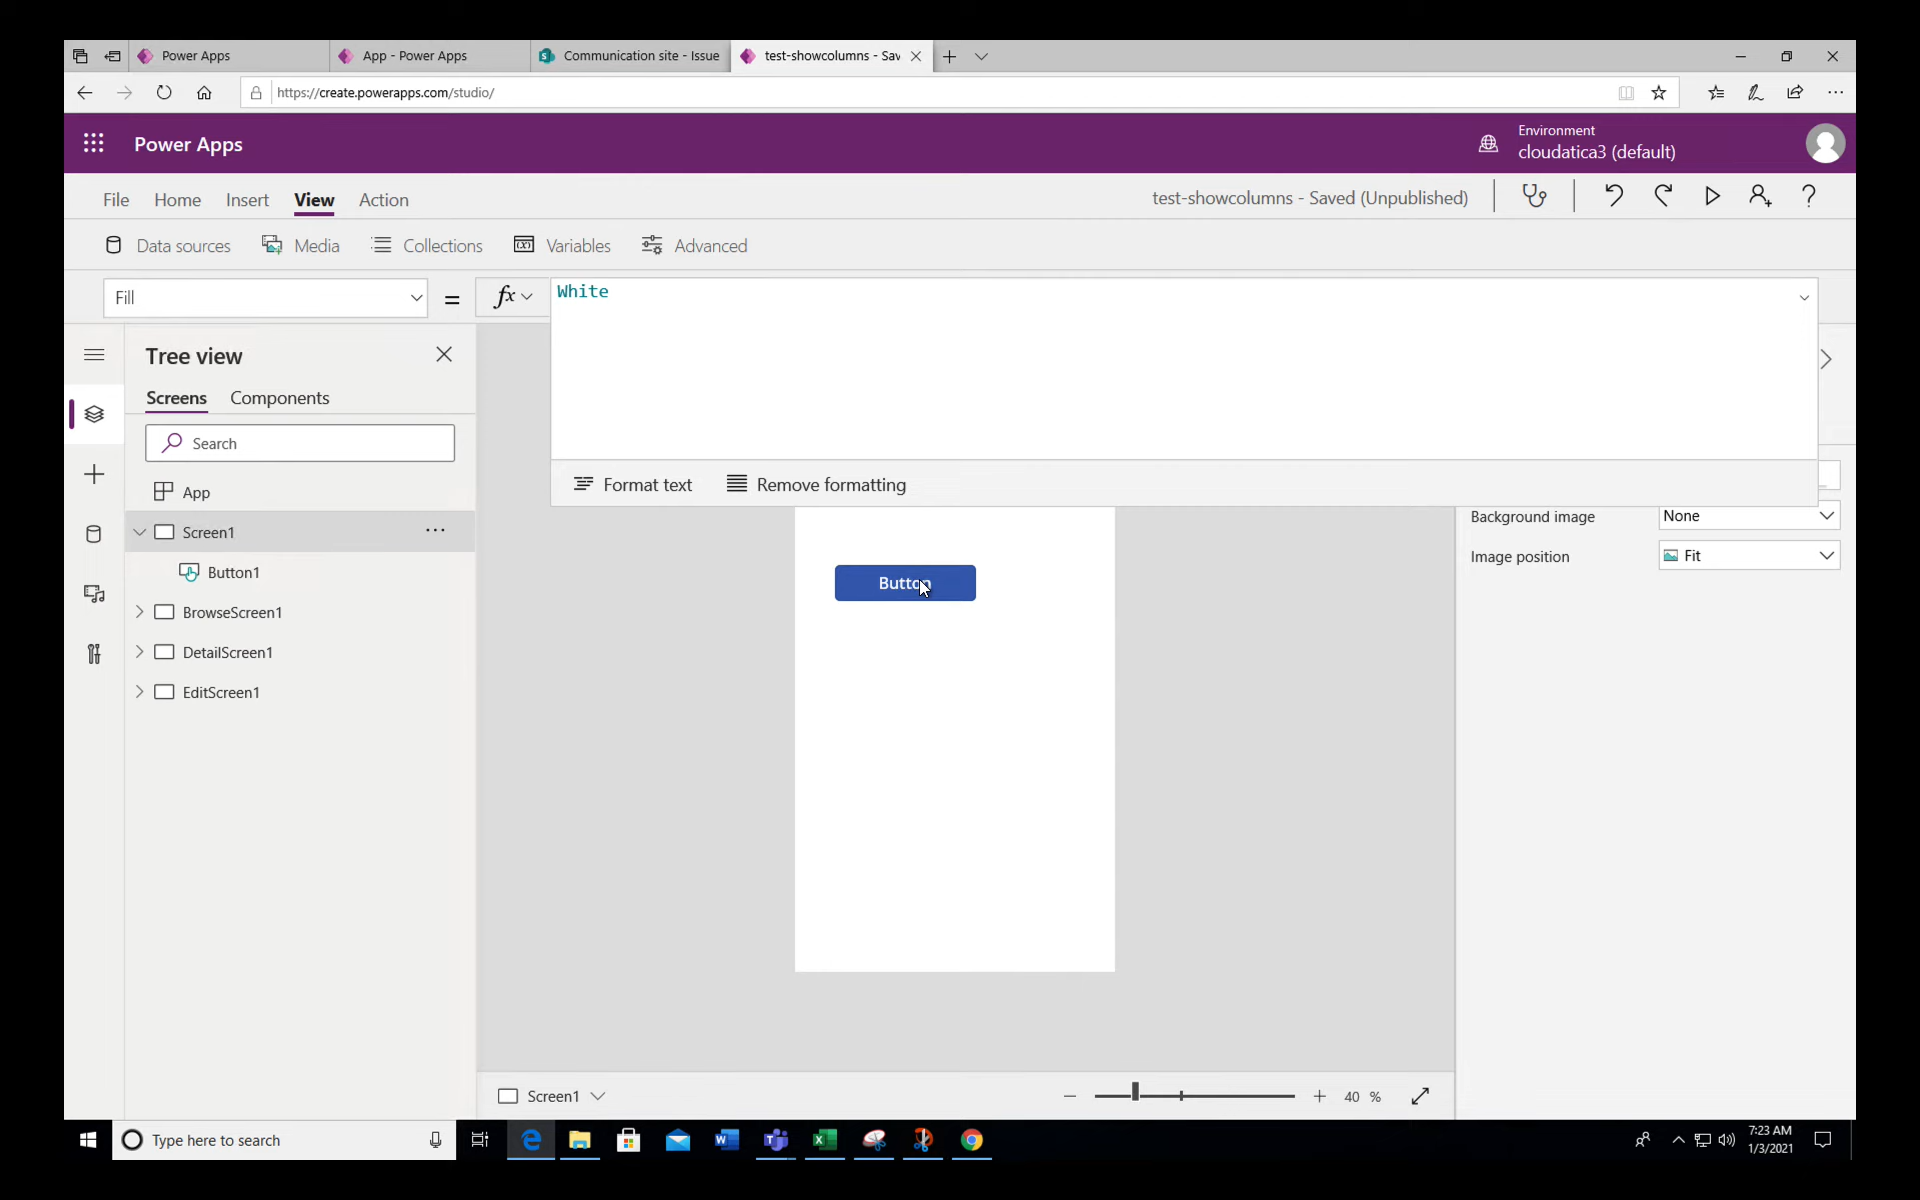 Power Apps
App - Power Apps
Communication site - Issue
test-showcolumns - Sav
https://create.powerapps.com/studio/
Power Apps
Environment
cloudatica3 (default)
File
Home
Insert
View
Action
test-showcolumns - Saved (Unpublished)
Data sources
Media
Collections
Variables
Advanced
Fill
=
fx
White
Format text
Remove formatting
Tree view
Screens
Components
Search
App
Screen1
Button1
BrowseScreen1
DetailScreen1
EditScreen1
Button
Background image
None
Image position
Fit
Screen1
40 %
Type here to search
7:23 AM
1/3/2021